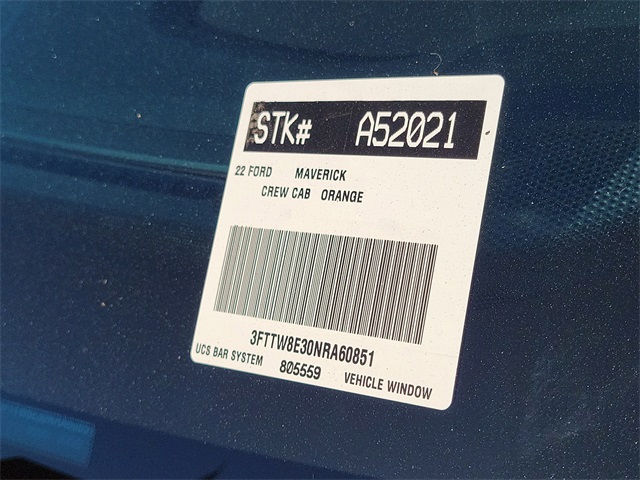 STK# A52021
22 FORD MAVERICK
CREW CAB ORANGE
3FTTW8E30NRA60851
UCS BAR SYSTEM 805559 VEHICLE WINDOW